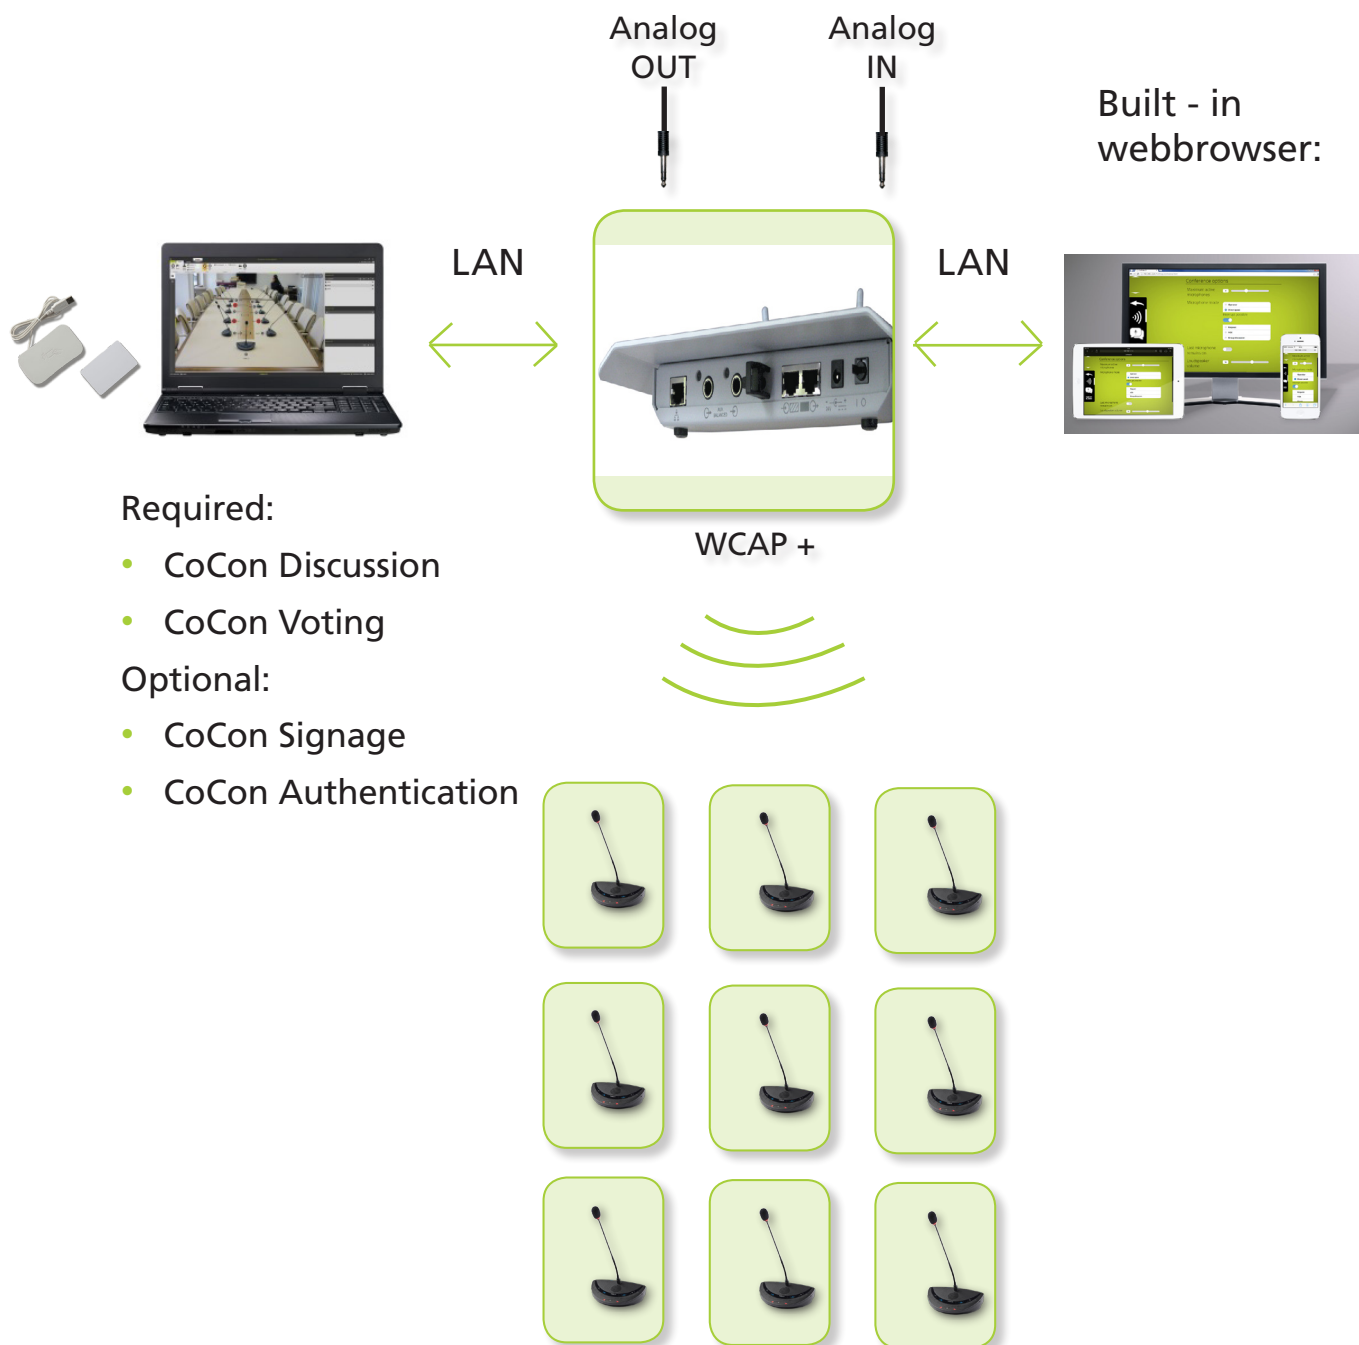 Analog
OUT
Analog
IN
Built - in
webbrowser:
LAN
LAN
Required:
• CoCon Discussion
• CoCon Voting
Optional:
• CoCon Signage
• CoCon Authentication
WCAP +